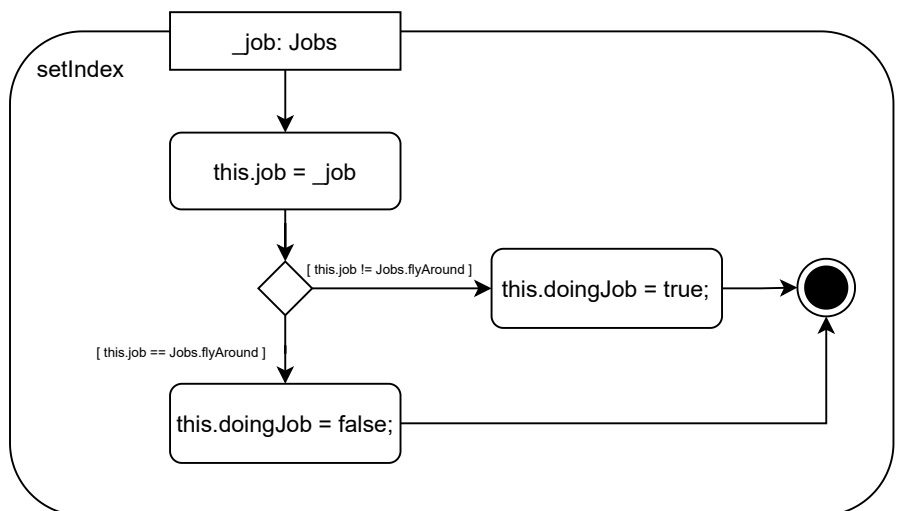 _job: Jobs
setIndex
this.job = _job
[ this.job != Jobs.flyAround ]
this.doingJob = true;
[ this.job == Jobs.flyAround ]
this.doingJob = false;